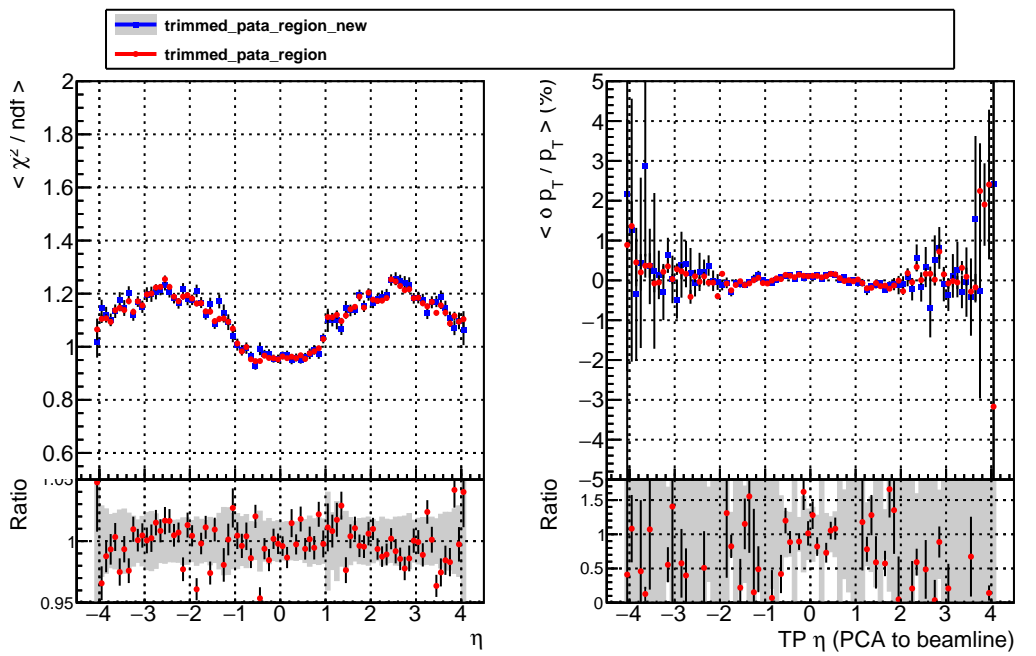 trimmed_pata_region_new
trimmed_pata_region
< χ² / ndf >
2
1.8
1.6
1.4
1.2
1
0.8
0.6
Ratio
1
0.95
−4 −3 −2 −1 0 1 2 3 4
η
< σ p_T / p_T > (%)
5
4
3
2
1
0
−1
−2
−3
−4
−5
Ratio
1.5
1
0.5
0
−4 −3 −2 −1 0 1 2 3 4
TP η (PCA to beamline)